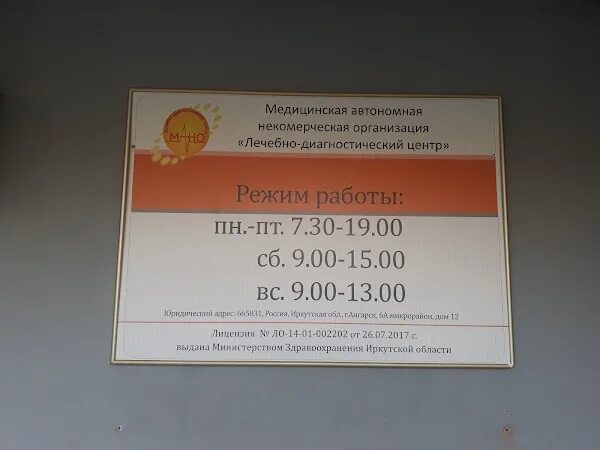 МАНО
Медицинская автономная
некомерческая организация
«Лечебно-диагностический центр»
Режим работы:
пн.-пт. 7.30-19.00
сб. 9.00-15.00
вс. 9.00-13.00
Юридический адрес: 665831, Россия, Иркутская обл., г.Ангарск, 6А микрорайон, дом 12
Лицензия № ЛО-14-01-002202 от 26.07.2017 г.
выдана Министерством Здравоохранения Иркутской области